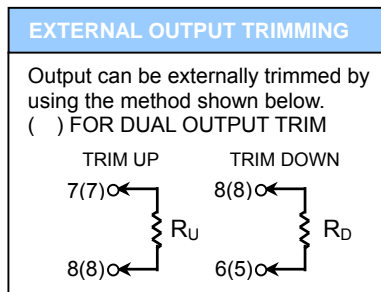 EXTERNAL OUTPUT TRIMMING
Output can be externally trimmed by
using the method shown below.
( ) FOR DUAL OUTPUT TRIM
TRIM UP TRIM DOWN
7(7) 8(8)
RU RD
8(8) 6(5)